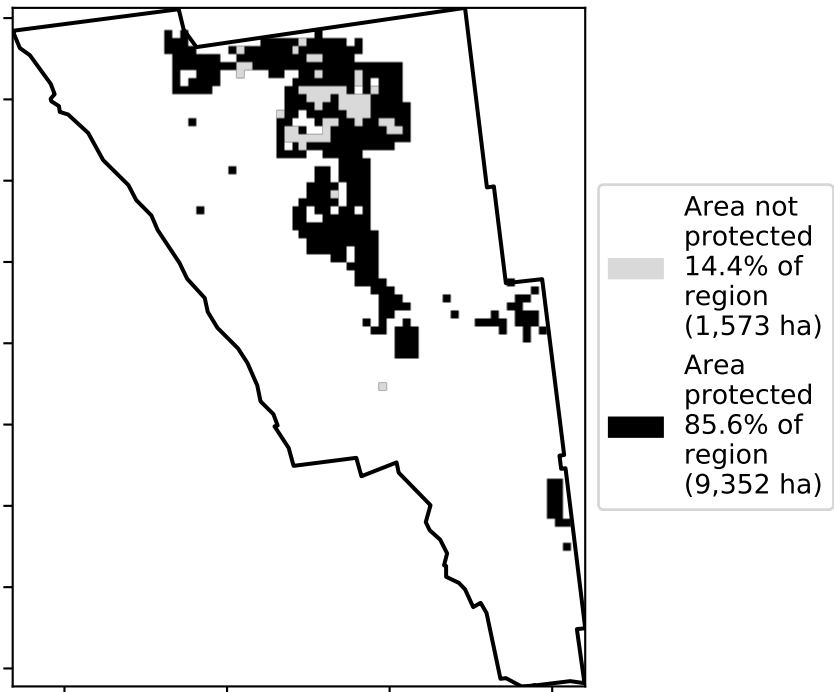 Area not
protected
14.4% of
region
(1,573 ha)
Area
protected
85.6% of
region
(9,352 ha)